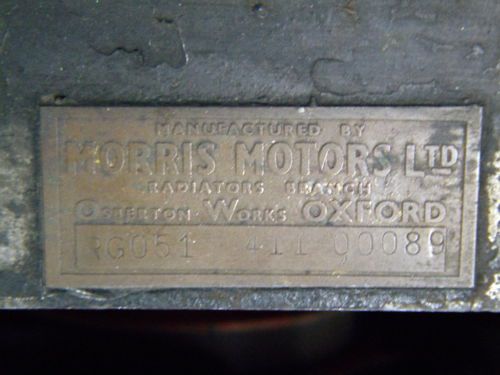 MANUFACTURED BY
MORRIS MOTORS LTD
RADIATORS BRANCH
OSBERTON WORKS OXFORD
RG051 411 00089